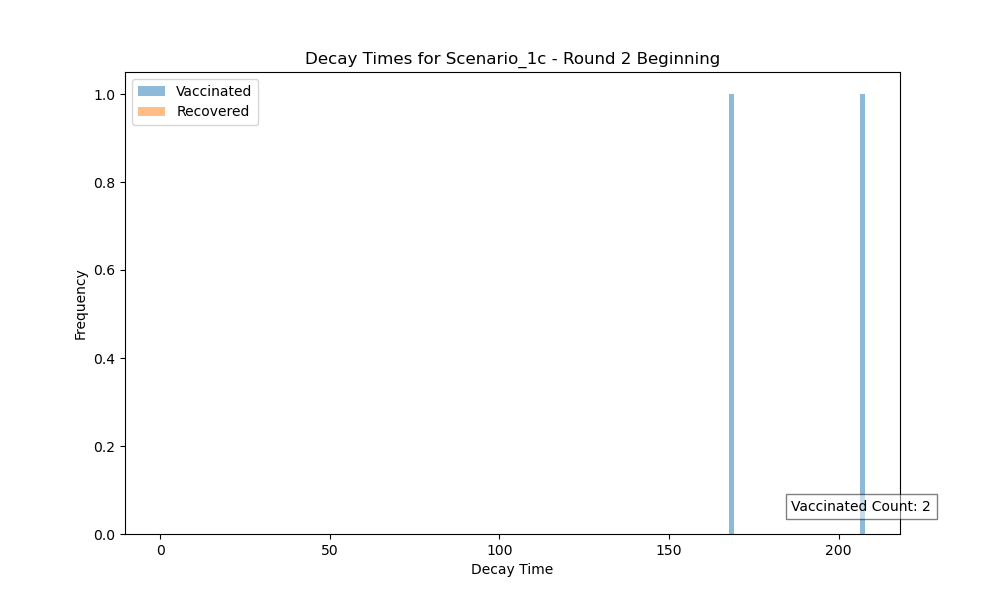 Decay Times for Scenario_1c - Round 2 Beginning
Vaccinated
Recovered
1.0
0.8
0.6
0.4
0.2
0.0
Frequency
Vaccinated Count: 2
0
50
100
150
200
Decay Time